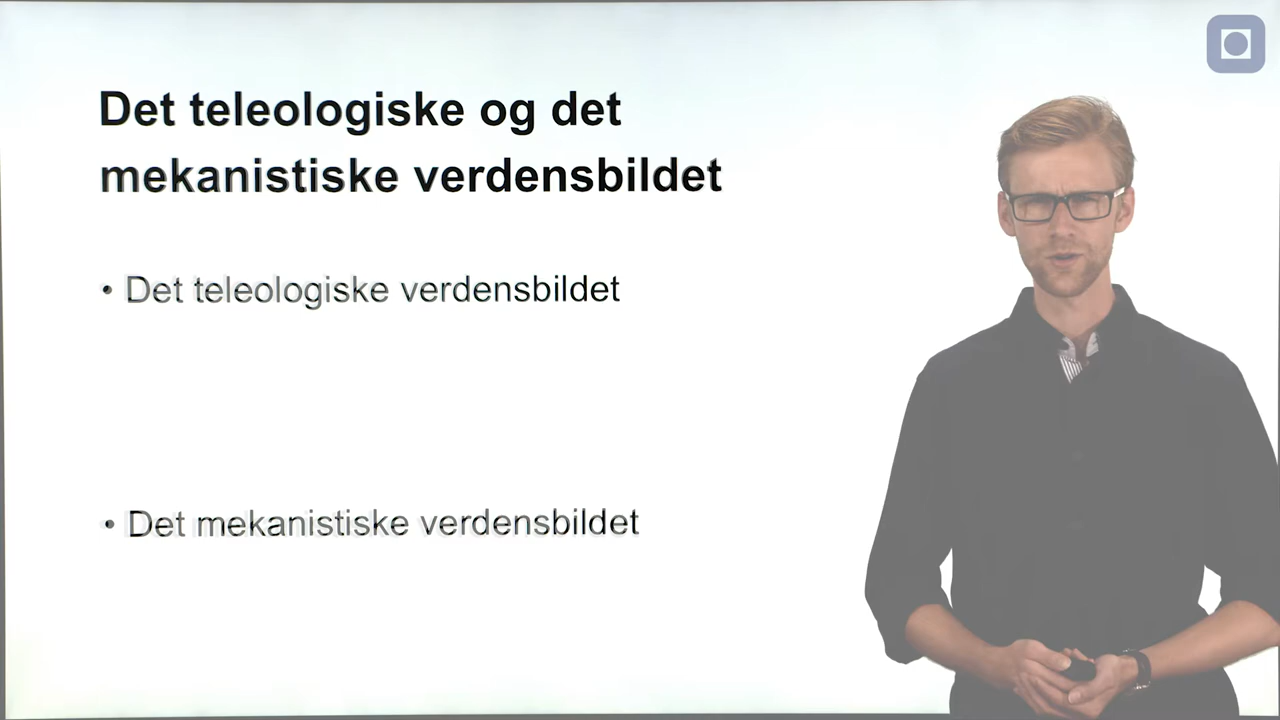 Det teleologiske og det
mekanistiske verdensbildet
• Det teleologiske verdensbildet
• Det mekanistiske verdensbildet